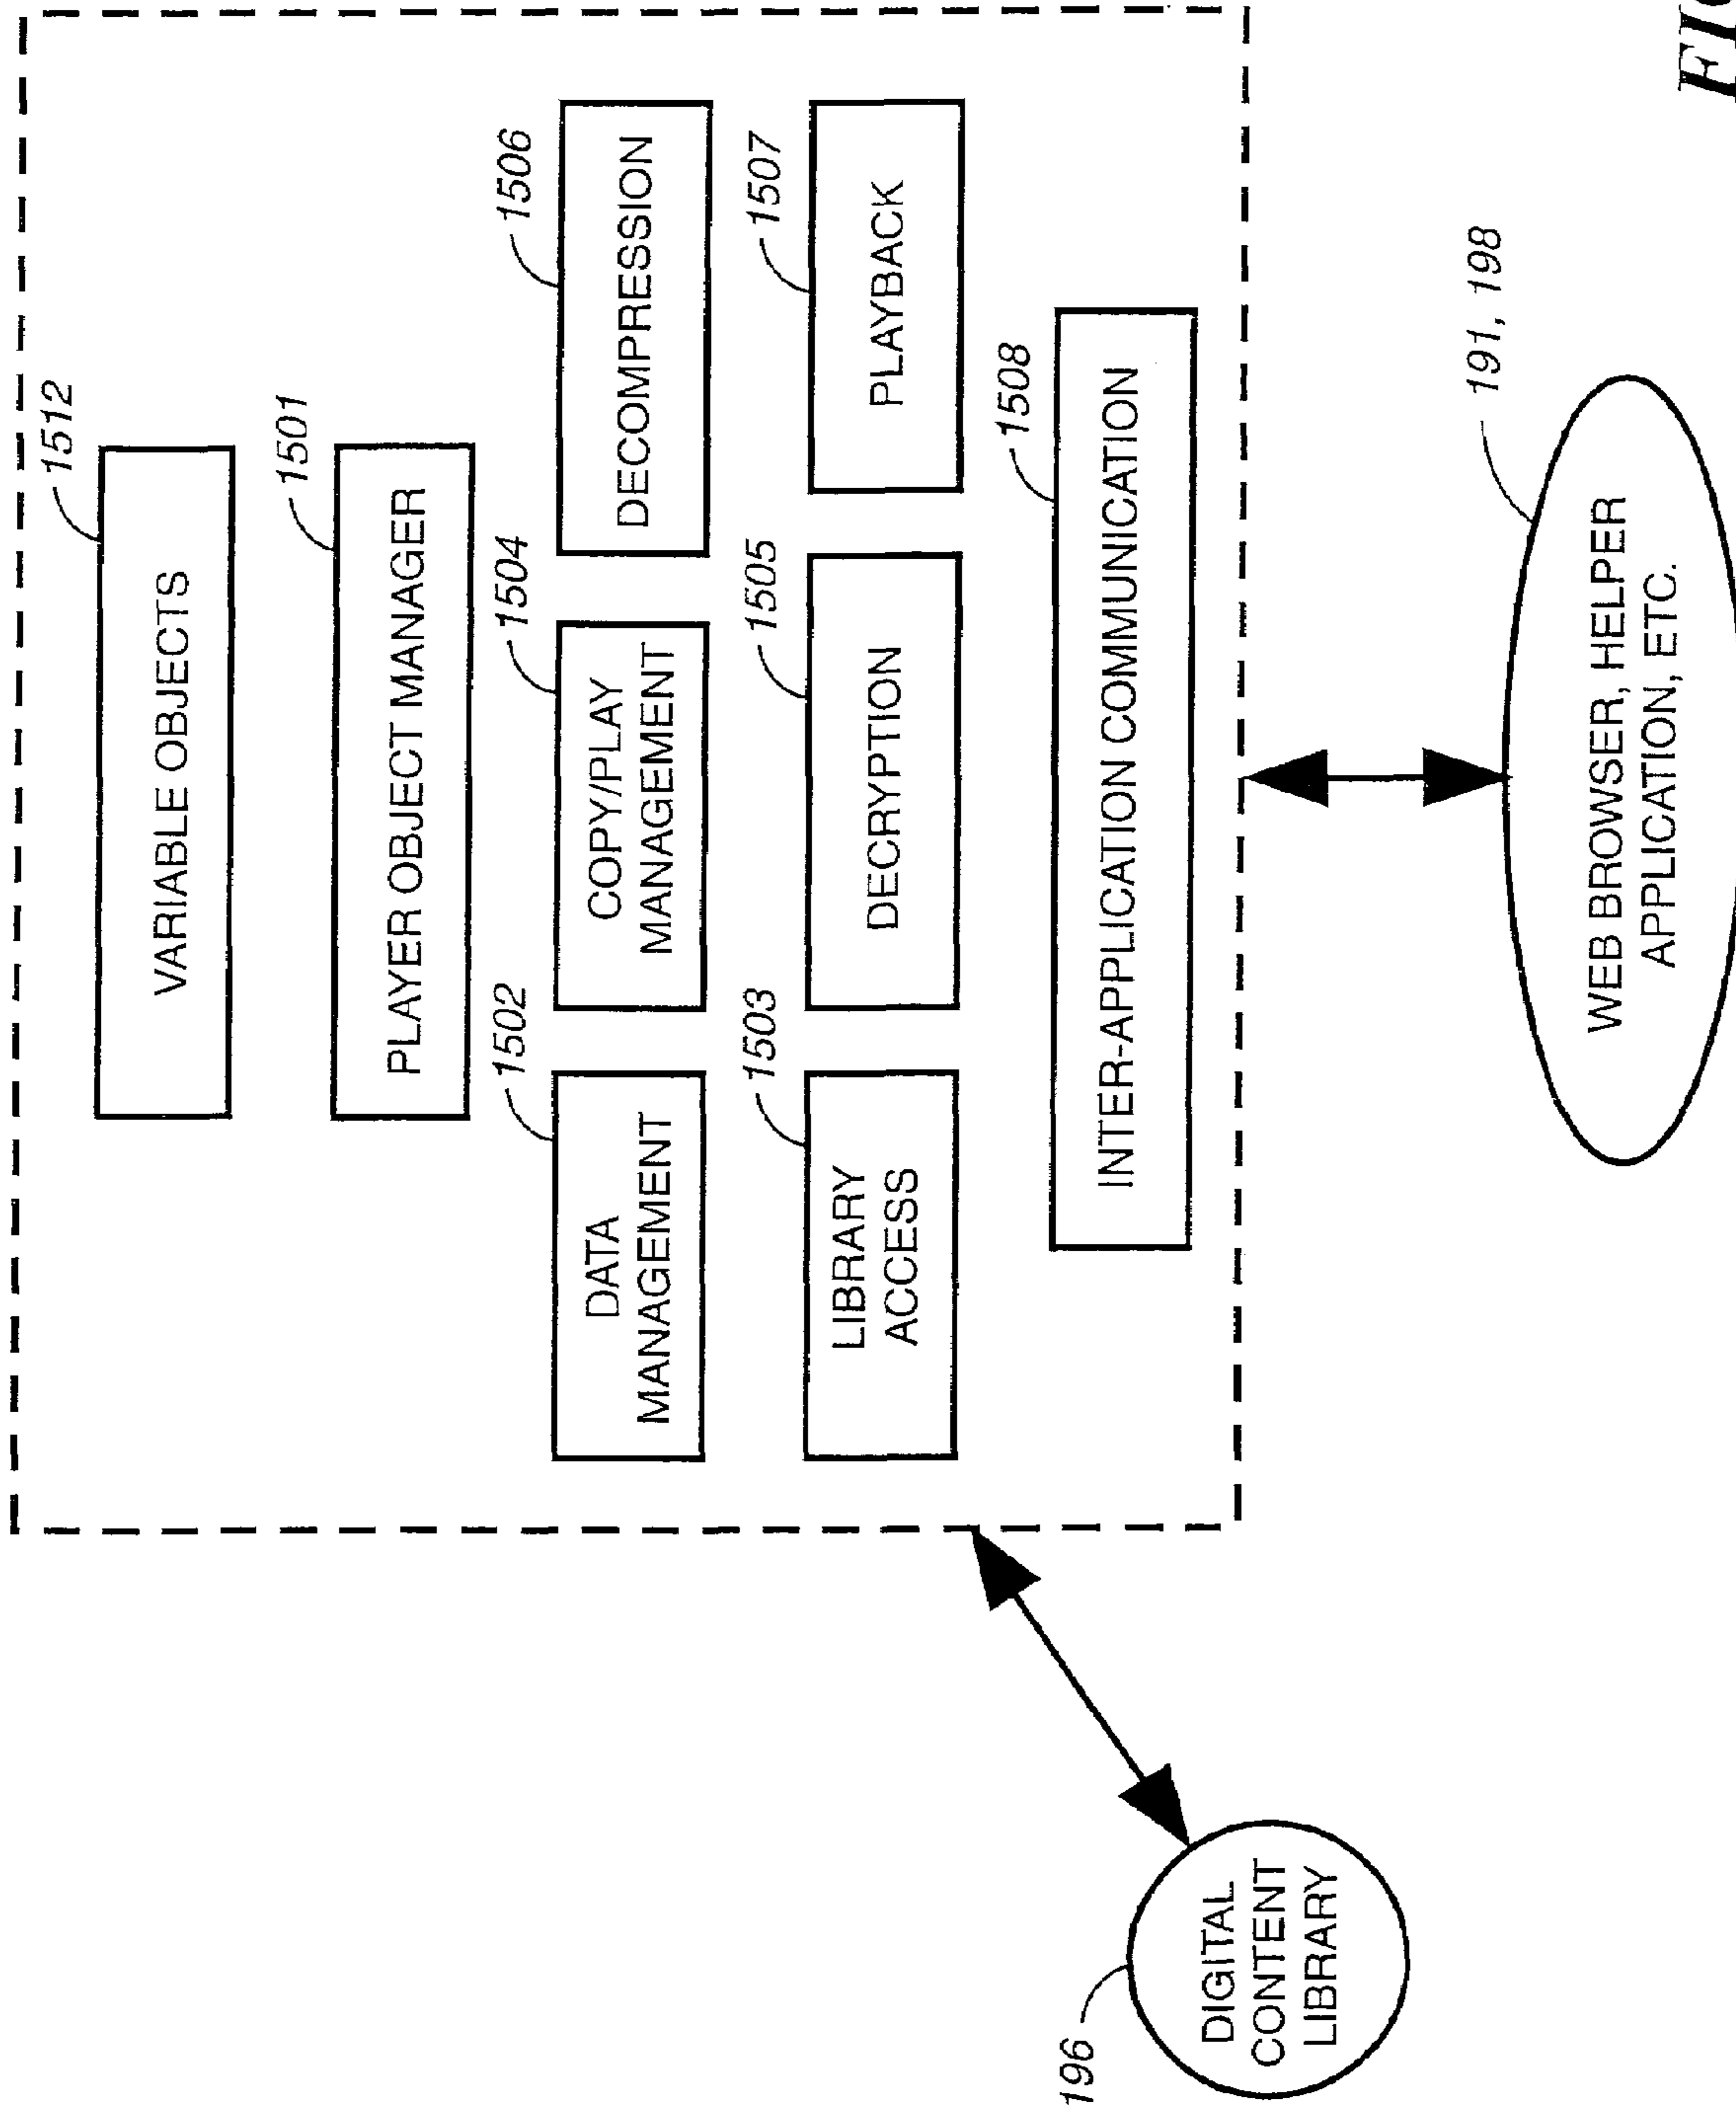 1512
VARIABLE OBJECTS
1501
PLAYER OBJECT MANAGER
1502
DATA
MANAGEMENT
1504
COPY/PLAY
MANAGEMENT
1506
DECOMPRESSION
1503
LIBRARY
ACCESS
1505
DECRYPTION
1507
PLAYBACK
1508
INTER-APPLICATION COMMUNICATION
196
DIGITAL
CONTENT
LIBRARY
191, 198
WEB BROWSER, HELPER
APPLICATION, ETC.